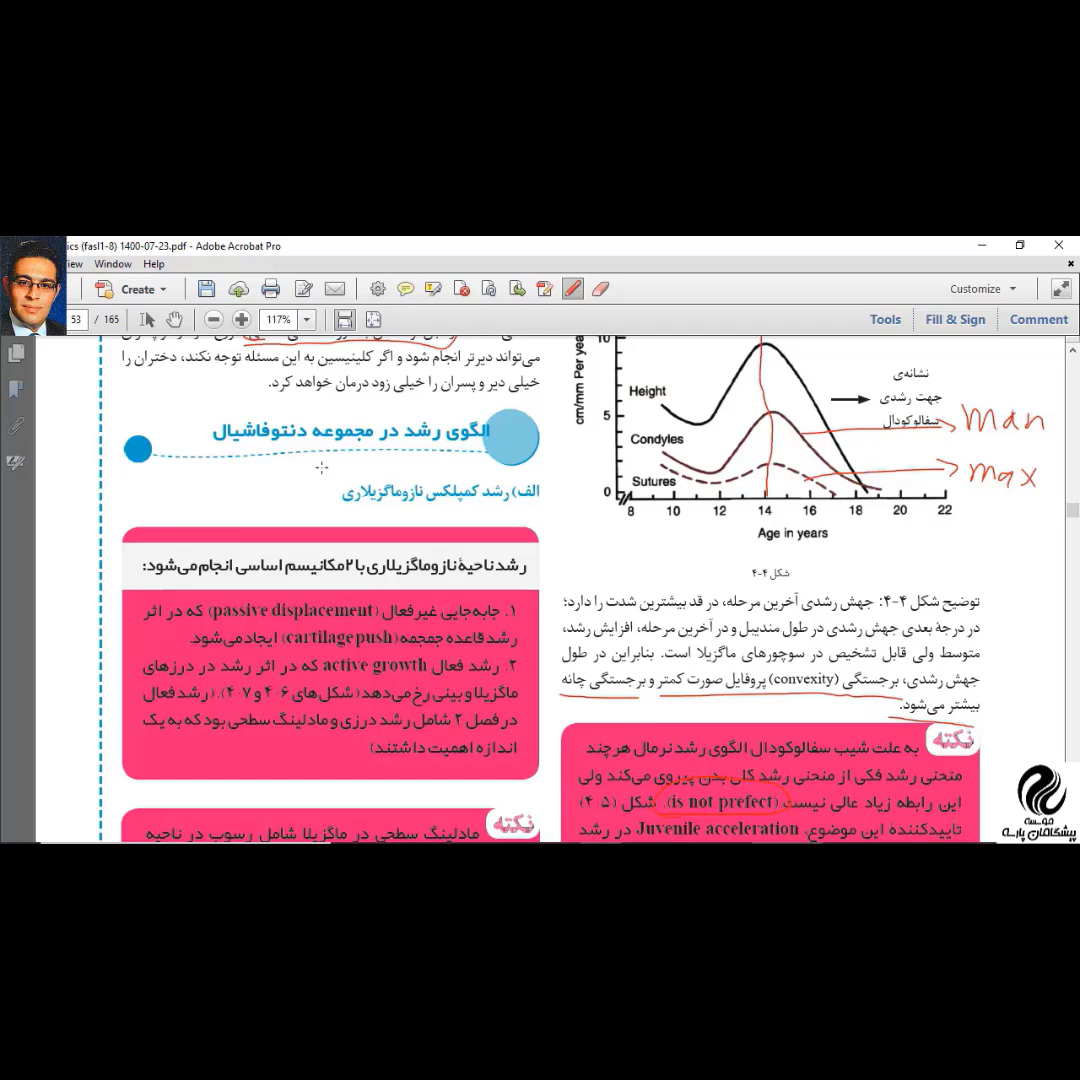 ics (fasl1-8) 1400-07-23.pdf - Adobe Acrobat Pro
iew Window Help
Create
Customize
53 / 165
117%
Tools Fill & Sign Comment
می‌تواند دیرتر انجام شود و اگر کلینیسین به این مسئله توجه نکند، دختران را
خیلی دیر و پسران را خیلی زود درمان خواهد کرد.
الگوی رشد در مجموعه دنتوفاشیال
الف) رشد کمپلکس نازوماگزیلاری
رشد ناحیۀ نازوماگزیلاری با ۲ مکانیسم اساسی انجام می‌شود:
۱. جابه‌جایی غیرفعال (passive displacement) که در اثر
رشد قاعده جمجمه (cartilage push) ایجاد می‌شود.
۲. رشد فعال active growth که در اثر رشد در درزهای
ماگزیلا و بینی رخ می‌دهد (شکل‌های ۶-۴ و ۷-۴). (رشد فعال
در فصل ۲ شامل رشد درزی و مادلینگ سطحی بود که به یک
اندازه اهمیت داشتند)
نکته
مادلینگ سطحی در ماگزیلا شامل رسوب در ناحیه
cm/mm Per yea
10
5
0
Height
Condyles
Sutures
8 10 12 14 16 18 20 22
Age in years
نشانه‌ی
جهت رشدی
سفالوکودال
man
max
شکل ۴-۴
توضیح شکل ۴-۴: جهش رشدی آخرین مرحله، در قد بیشترین شدت را دارد؛
در درجۀ بعدی جهش رشدی در طول مندیبل و در آخرین مرحله، افزایش رشد،
متوسط ولی قابل تشخیص در سوچورهای ماگزیلا است. بنابراین در طول
جهش رشدی، برجستگی (convexity) پروفایل صورت کمتر و برجستگی چانه
بیشتر می‌شود.
نکته
به علت شیب سفالوکودال الگوی رشد نرمال هر چند
منحنی رشد فکی از منحنی رشد کل بدن پیروی می‌کند ولی
این رابطه زیاد عالی نیست (is not prefect). شکل (۵-۴)
تاییدکنندۀ این موضوع، Juvenile acceleration در رشد
موسسه
پیشگامان پارسه